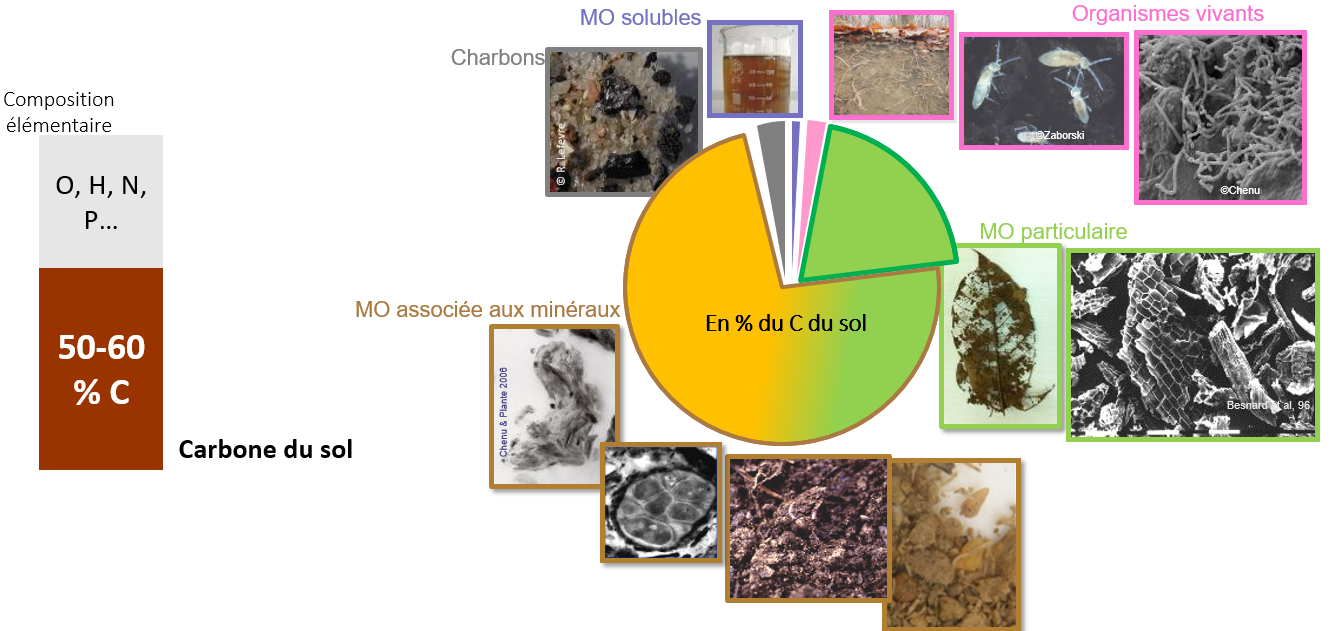 MO solubles
Organismes vivants
Charbons
Composition
élémentaire
O, H, N,
P...
50-60
% C
Carbone du sol
©Zaborski
©Chenu
© R. Lefevre
MO particulaire
MO associée aux minéraux
En % du C du sol
Besnard et al, 96
Chenu & Plante 2006